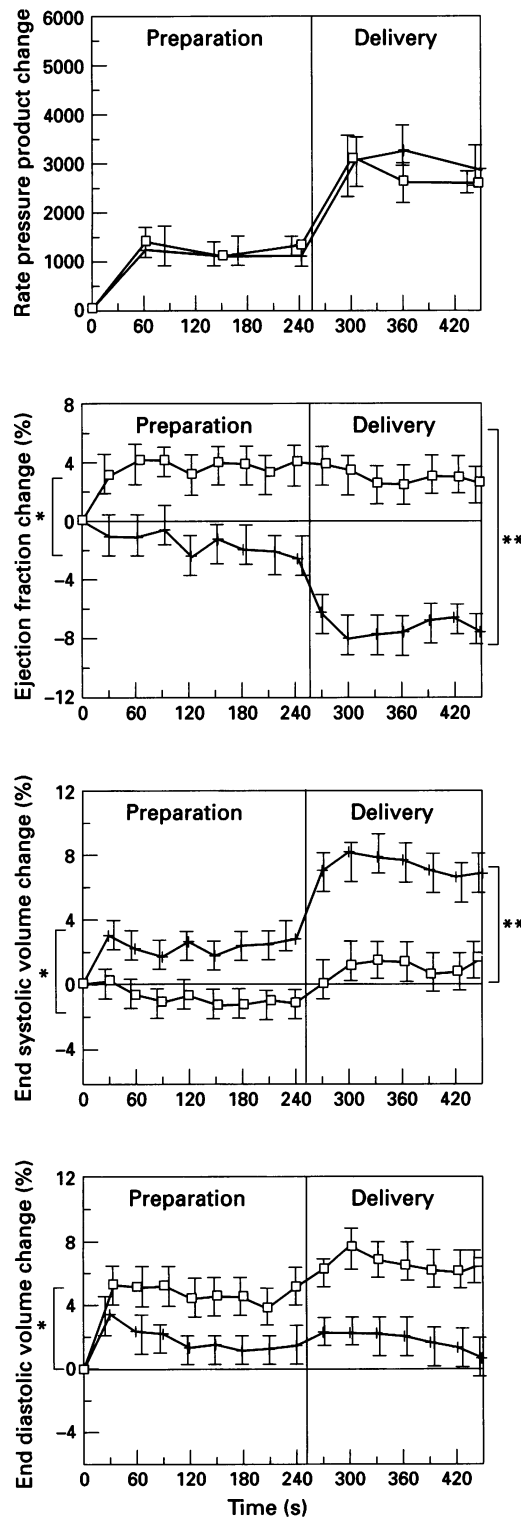 Rate pressure product change
6000
5000
4000
3000
2000
1000
0
Preparation
Delivery
0 60 120 180 240 300 360 420
Ejection fraction change (%)
8
4
0
−4
−8
−12
*
Preparation
Delivery
**
0 60 120 180 240 300 360 420
End systolic volume change (%)
12
8
4
0
−4
*
Preparation
Delivery
**
0 60 120 180 240 300 360 420
End diastolic volume change (%)
12
8
4
0
−4
*
Preparation
Delivery
0 60 120 180 240 300 360 420
Time (s)